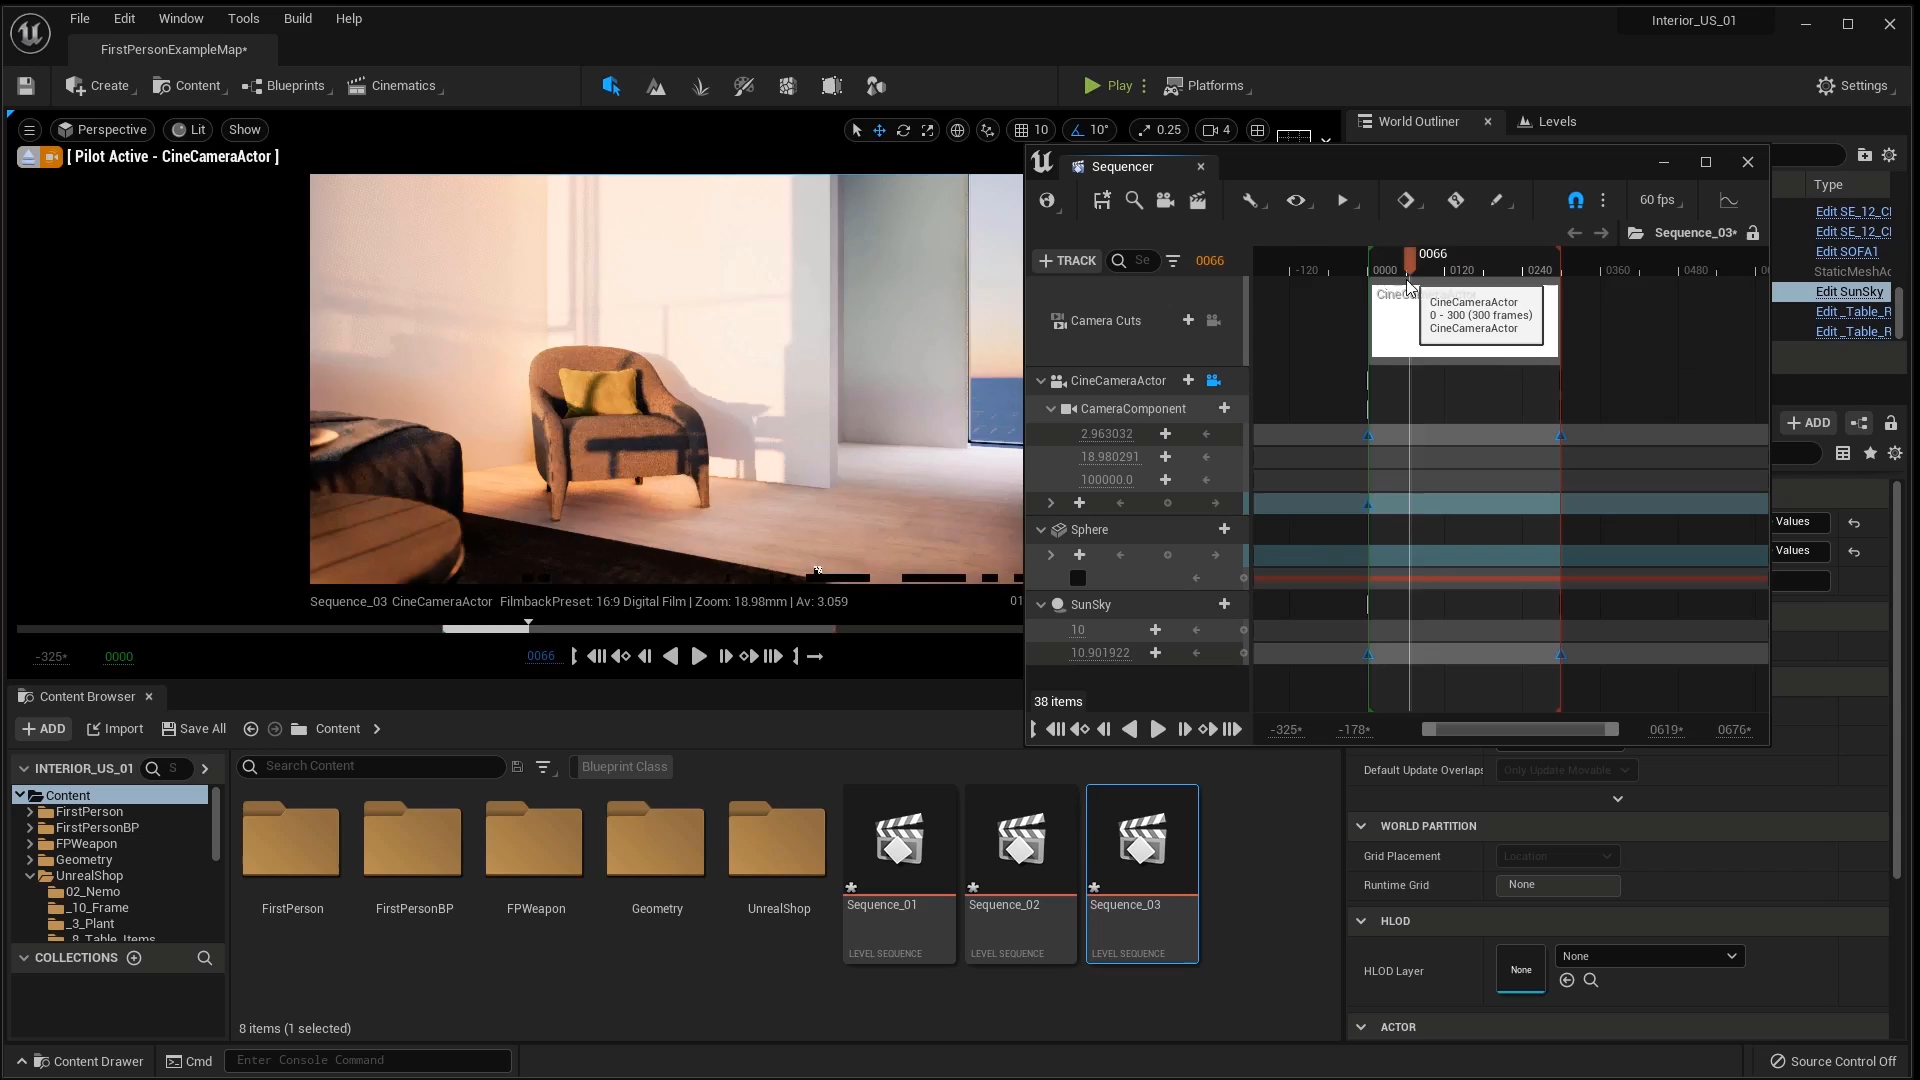 File Edit Window Tools Build Help
Interior_US_01
FirstPersonExampleMap*
Create Content Blueprints Cinematics Play Platforms Settings
Perspective Lit Show 10 10° 0.25 4
World Outliner Levels
[ Pilot Active - CineCameraActor ]
Sequencer
Type
60 fps
Edit SE_12_Cl
Edit SE_12_Cl
Sequence_03*
Edit SOFA1
TRACK Se 0066
0066
-120 0000 0120 0240 0360 0480
StaticMeshAc
Edit SunSky
Edit_Table_R
Edit_Table_R
CineCameraActor
0 - 300 (300 frames)
CineCameraActor
Camera Cuts
CineCameraActor
CameraComponent
2.963032
18.980291
100000.0
Sphere
SunSky
10
10.901922
38 items
-325* -178* 0619* 0676*
ADD
Values
Values
Sequence_03 CineCameraActor FilmbackPreset: 16:9 Digital Film | Zoom: 18.98mm | Av: 3.059
-325* 0000 0066
Content Browser
ADD Import Save All Content
INTERIOR_US_01 S
Search Content
Blueprint Class
Content
FirstPerson
FirstPersonBP
FPWeapon
Geometry
UnrealShop
02_Nemo
_10_Frame
_3_Plant
_8_Table_Items
COLLECTIONS
FirstPerson FirstPersonBP FPWeapon Geometry UnrealShop
Sequence_01 Sequence_02 Sequence_03
LEVEL SEQUENCE LEVEL SEQUENCE LEVEL SEQUENCE
8 items (1 selected)
Default Update Overlaps Only Update Movable
WORLD PARTITION
Grid Placement Location
Runtime Grid None
HLOD
HLOD Layer None None
ACTOR
Content Drawer Cmd Enter Console Command Source Control Off